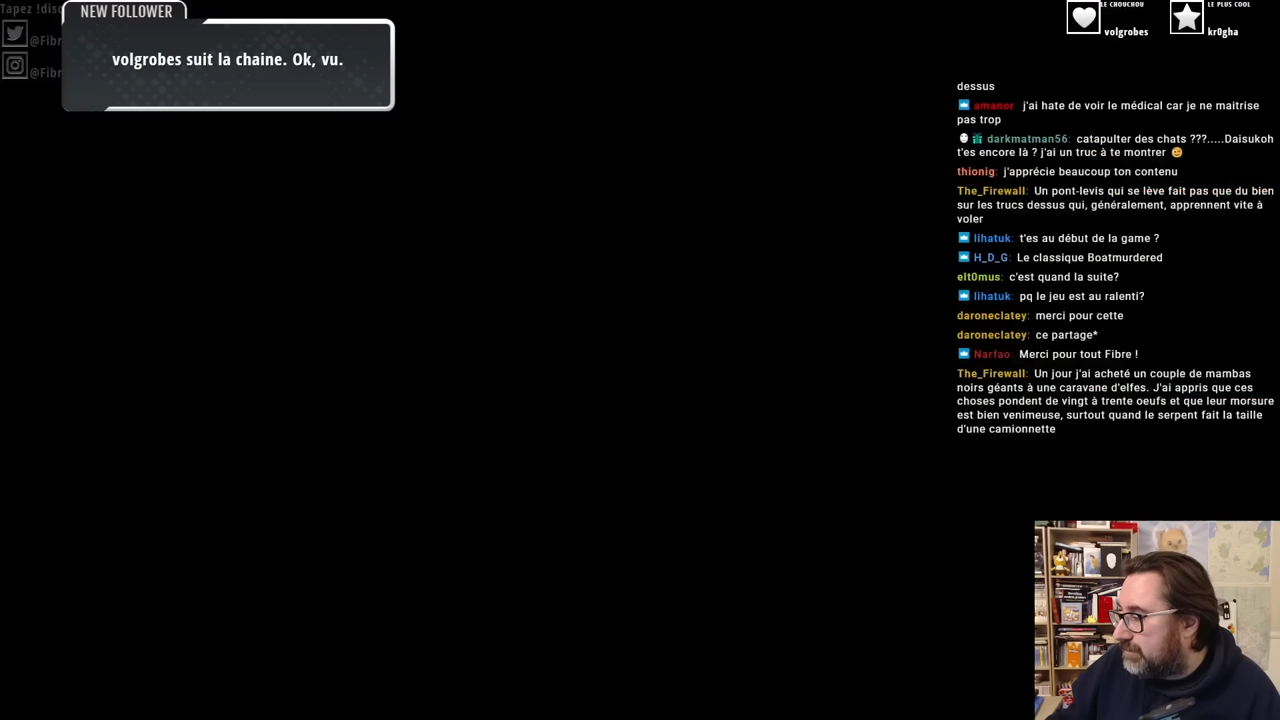 Tapez !disc
NEW FOLLOWER
@Fibr
@Fibr
volgrobes suit la chaine. Ok, vu.
LE CHOUCHOU
volgrobes
LE PLUS COOL
kr0gha
dessus
amanor j'ai hate de voir le médical car je ne maitrise
pas trop
darkmatman56: catapulter des chats ???.....Daisukoh
t'es encore là ? j'ai un truc à te montrer
thionig: j'apprécie beaucoup ton contenu
The_Firewall: Un pont-levis qui se lève fait pas que du bien
sur les trucs dessus qui, généralement, apprennent vite à
voler
lihatuk: t'es au début de la game ?
H_D_G: Le classique Boatmurdered
elt0mus: c'est quand la suite?
lihatuk: pq le jeu est au ralenti?
daroneclatey: merci pour cette
daroneclatey: ce partage*
Narfao: Merci pour tout Fibre !
The_Firewall: Un jour j'ai acheté un couple de mambas
noirs géants à une caravane d'elfes. J'ai appris que ces
choses pondent de vingt à trente oeufs et que leur morsure
est bien venimeuse, surtout quand le serpent fait la taille
d'une camionnette